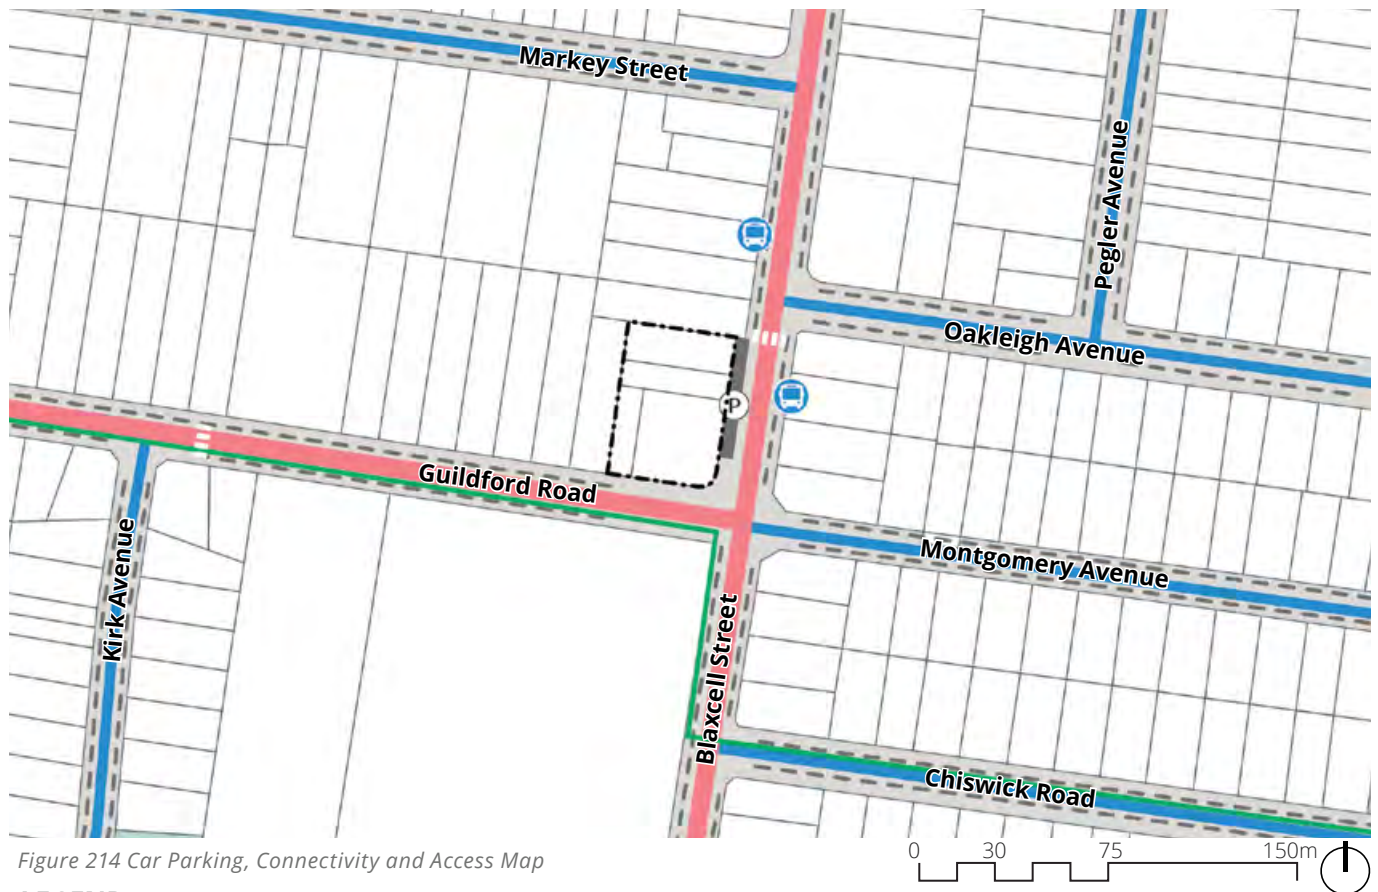 Markey Street
Pegler Avenue
Oakleigh Avenue
P
Guildford Road
Kirk Avenue
Montgomery Avenue
Blaxcell Street
Chiswick Road
Figure 214 Car Parking, Connectivity and Access Map
0 30 75 150m